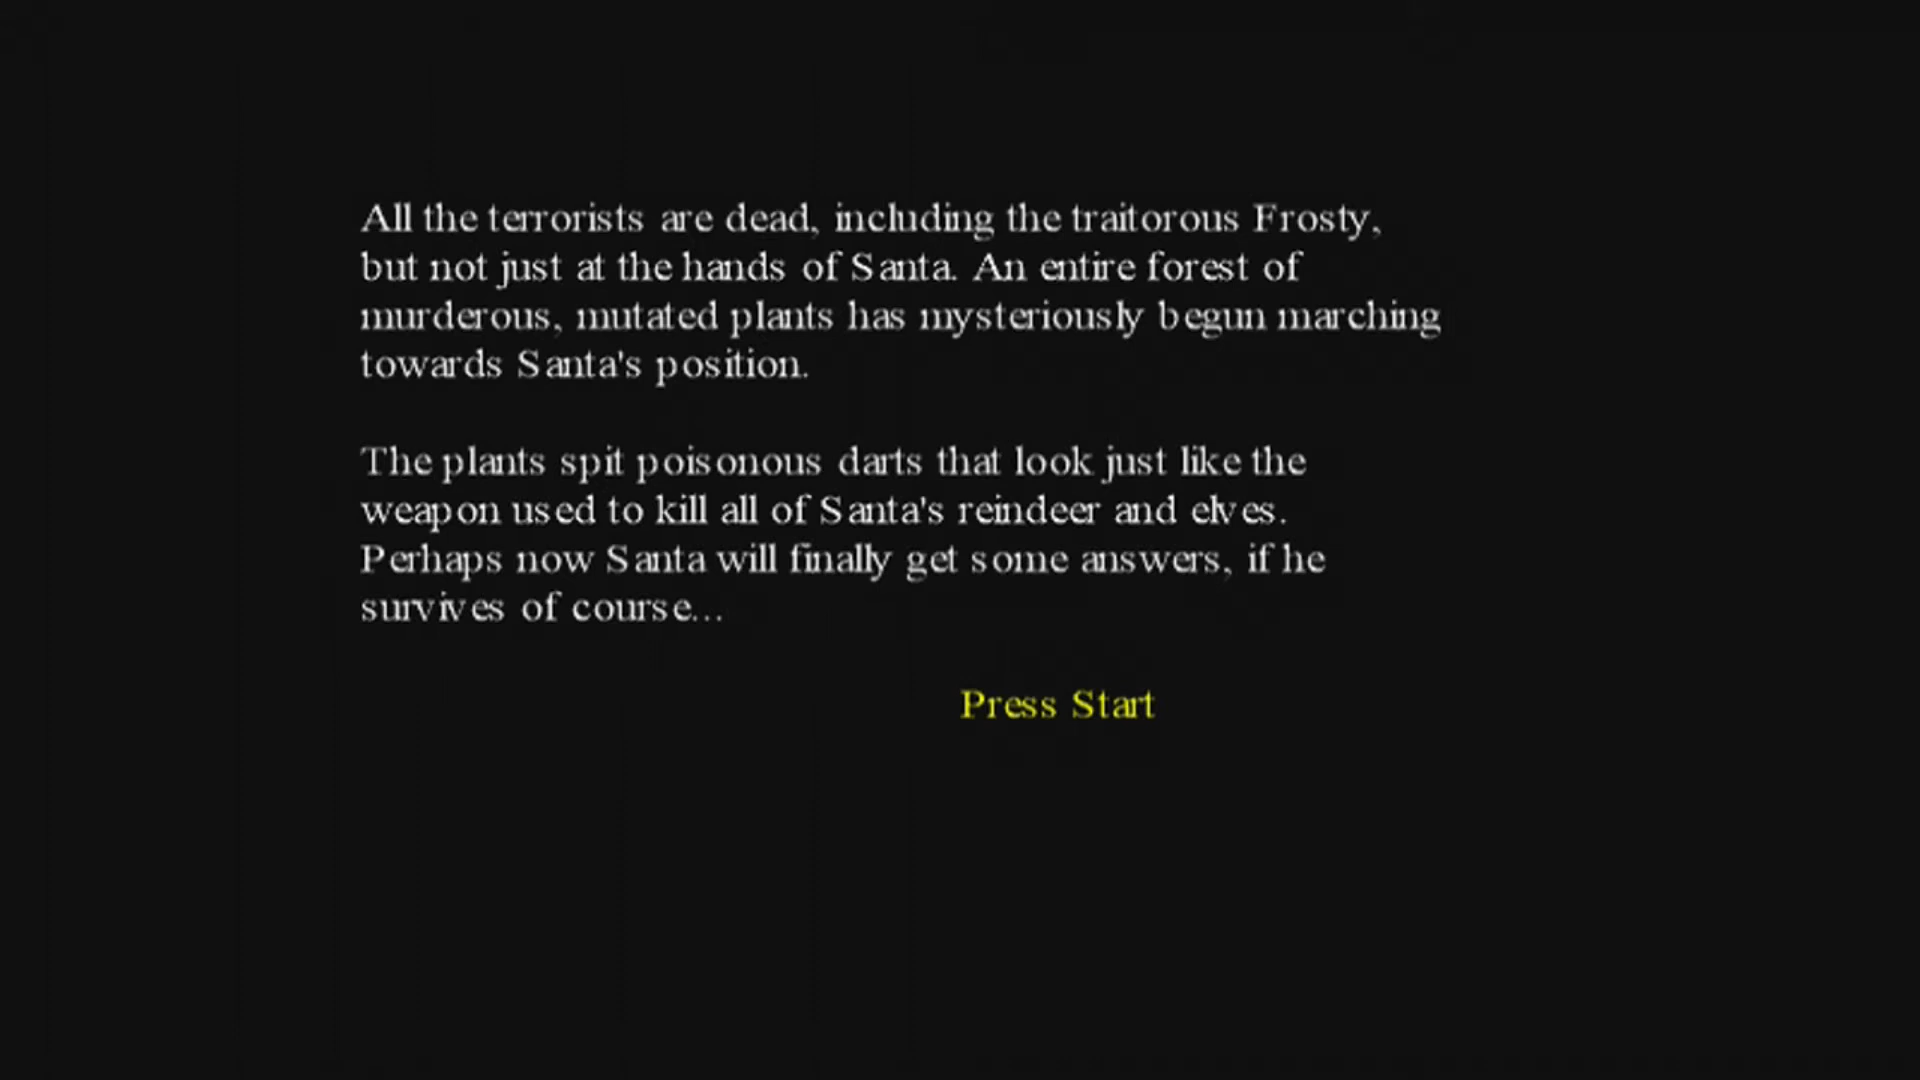 All the terrorists are dead, including the traitorous Frosty,
but not just at the hands of Santa. An entire forest of
murderous, mutated plants has mysteriously begun marching
towards Santa's position.
The plants spit poisonous darts that look just like the
weapon used to kill all of Santa's reindeer and elves.
Perhaps now Santa will finally get some answers, if he
survives of course...
Press Start